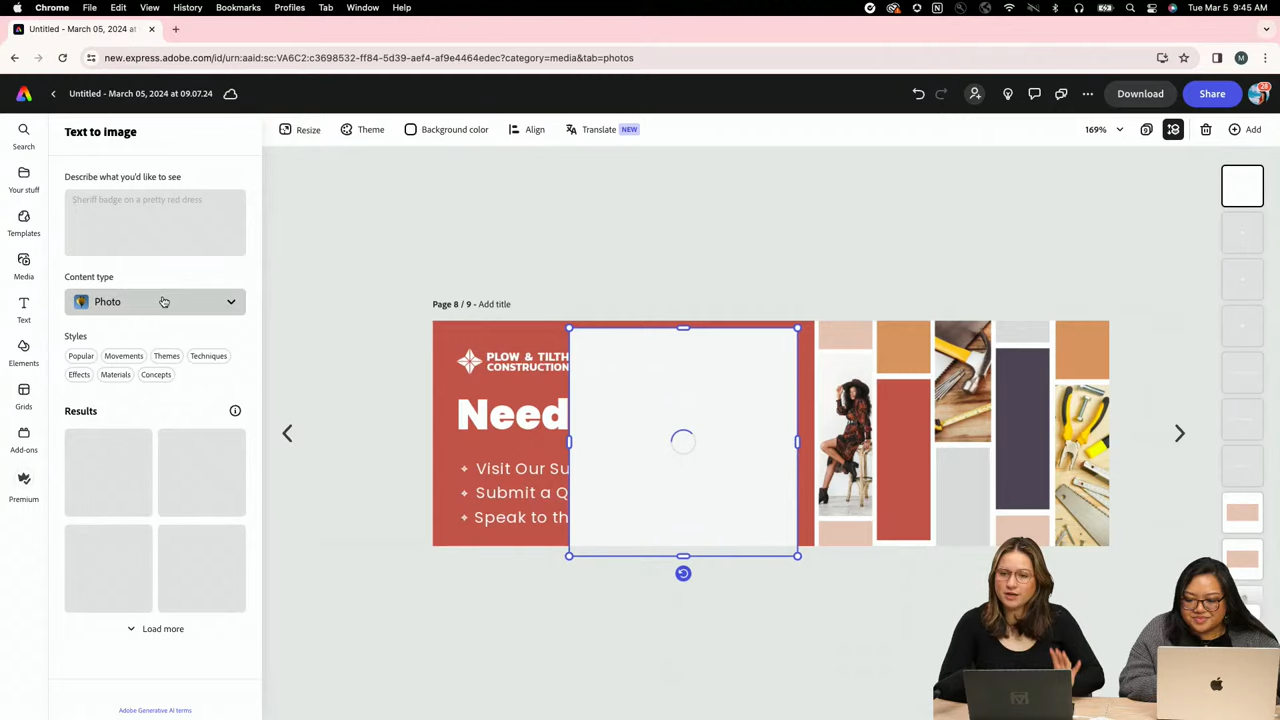 Chrome File Edit View History Bookmarks Profiles Tab Window Help
Tue Mar 5 9:45 AM
Untitled - March 05, 2024 at 0
new.express.adobe.com/id/urn:aaid:sc:VA6C2:c3698532-ff84-5d39-aef4-af9e4464edec?category=media&tab=photos
M
Untitled - March 05, 2024 at 09.07.24
Download
Share
28
Text to image
Resize
Theme
Background color
Align
Translate NEW
169%
9
Add
Search
Your stuff
Templates
Media
Text
Elements
Grids
Add-ons
Premium
Describe what you'd like to see
Sheriff badge on a pretty red dress
Content type
Photo
Styles
Popular Movements Themes Techniques
Effects Materials Concepts
Results
Load more
Adobe Generative AI terms
Page 8 / 9 - Add title
PLOW & TILTH
CONSTRUCTION
Need
Visit Our Su
Submit a Q
Speak to th